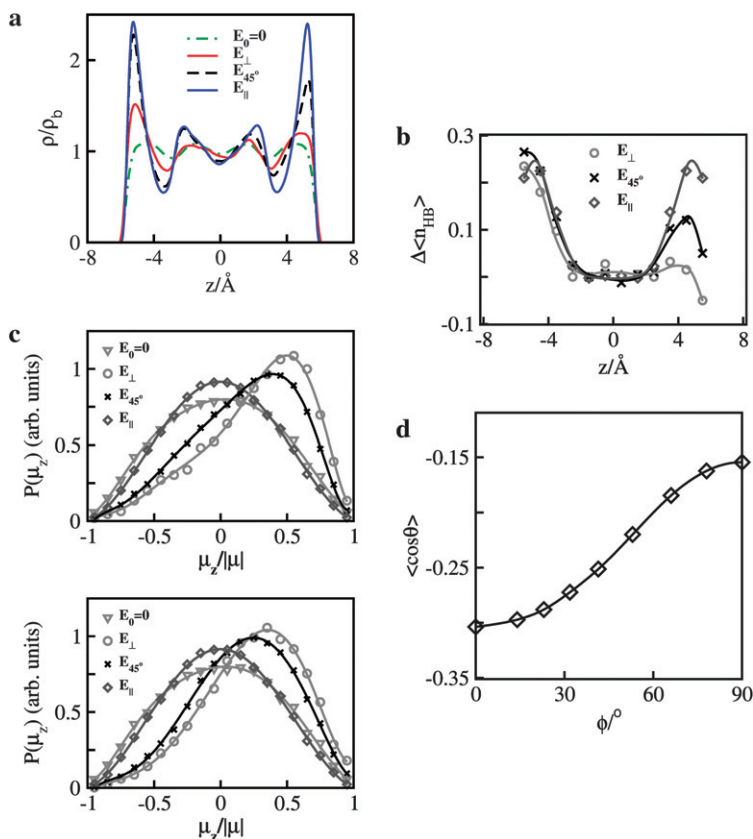 a
ρ/ρb
2
1
0
E0=0
E⊥
E45°
E||
-8
-4
0
4
8
z/Å
b
Δ<nHB>
0.3
0.1
-0.1
E⊥
E45°
E||
-8
-4
0
4
8
z/Å
c
P(μz) (arb. units)
1
0.5
0
E0=0
E⊥
E45°
E||
-1
-0.5
0
0.5
1
μz/|μ|
P(μz) (arb. units)
1
0.5
0
E0=0
E⊥
E45°
E||
-1
-0.5
0
0.5
1
μz/|μ|
d
<cosθ>
-0.15
-0.25
-0.35
0
30
60
90
ϕ/°